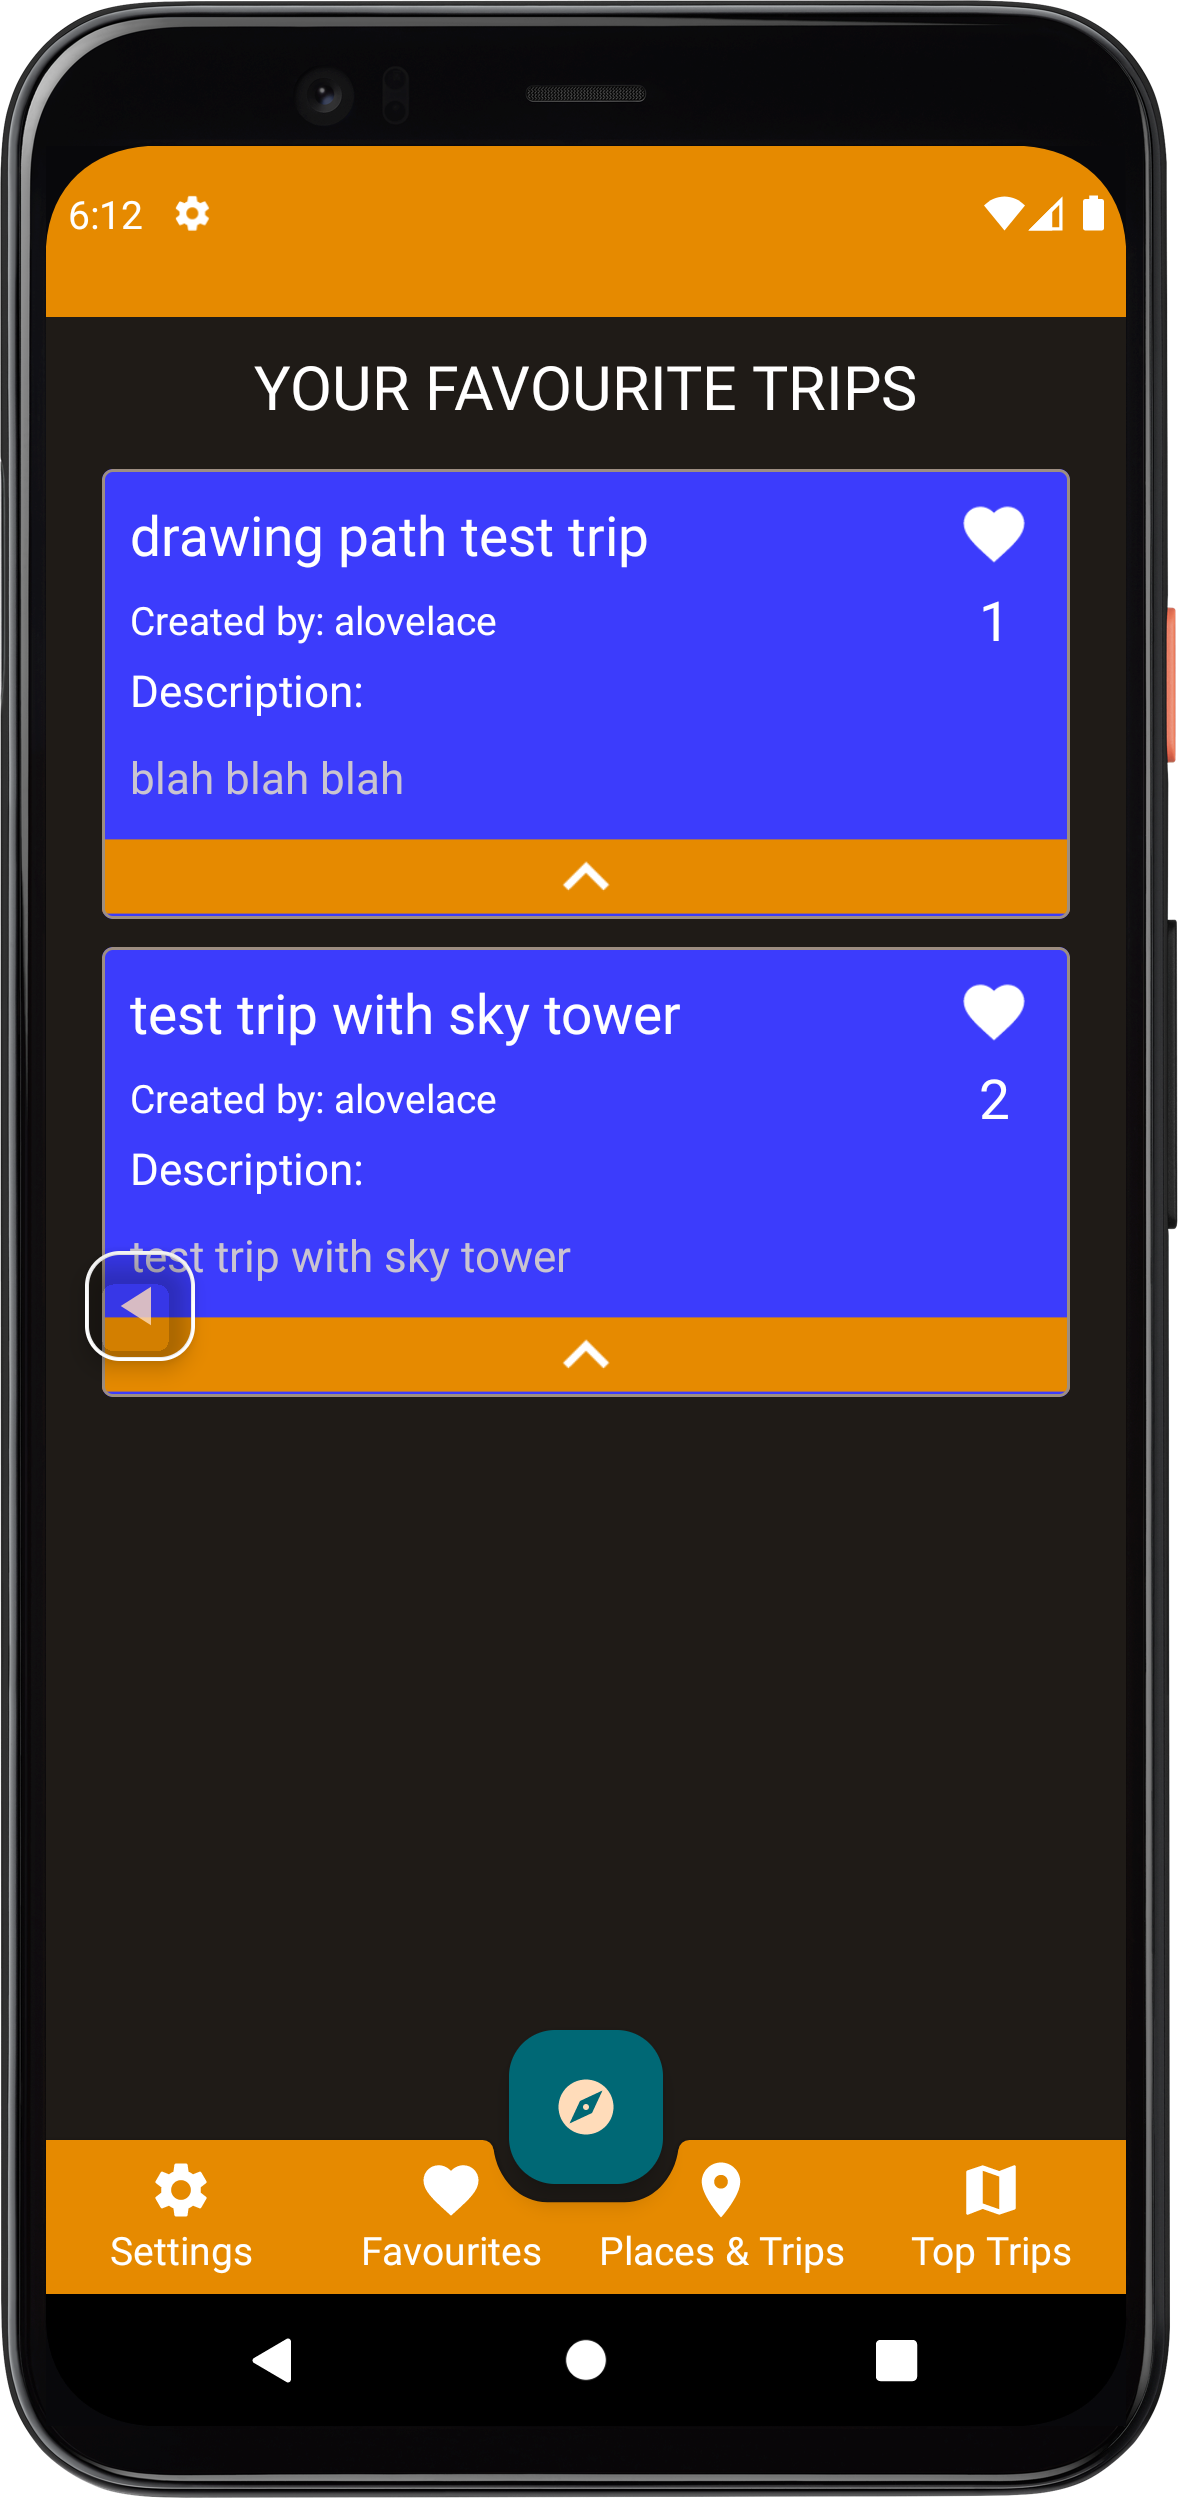 6:12
YOUR FAVOURITE TRIPS
drawing path test trip
Created by: alovelace
1
Description:
blah blah blah
test trip with sky tower
Created by: alovelace
2
Description:
test trip with sky tower
Settings
Favourites
Places & Trips
Top Trips